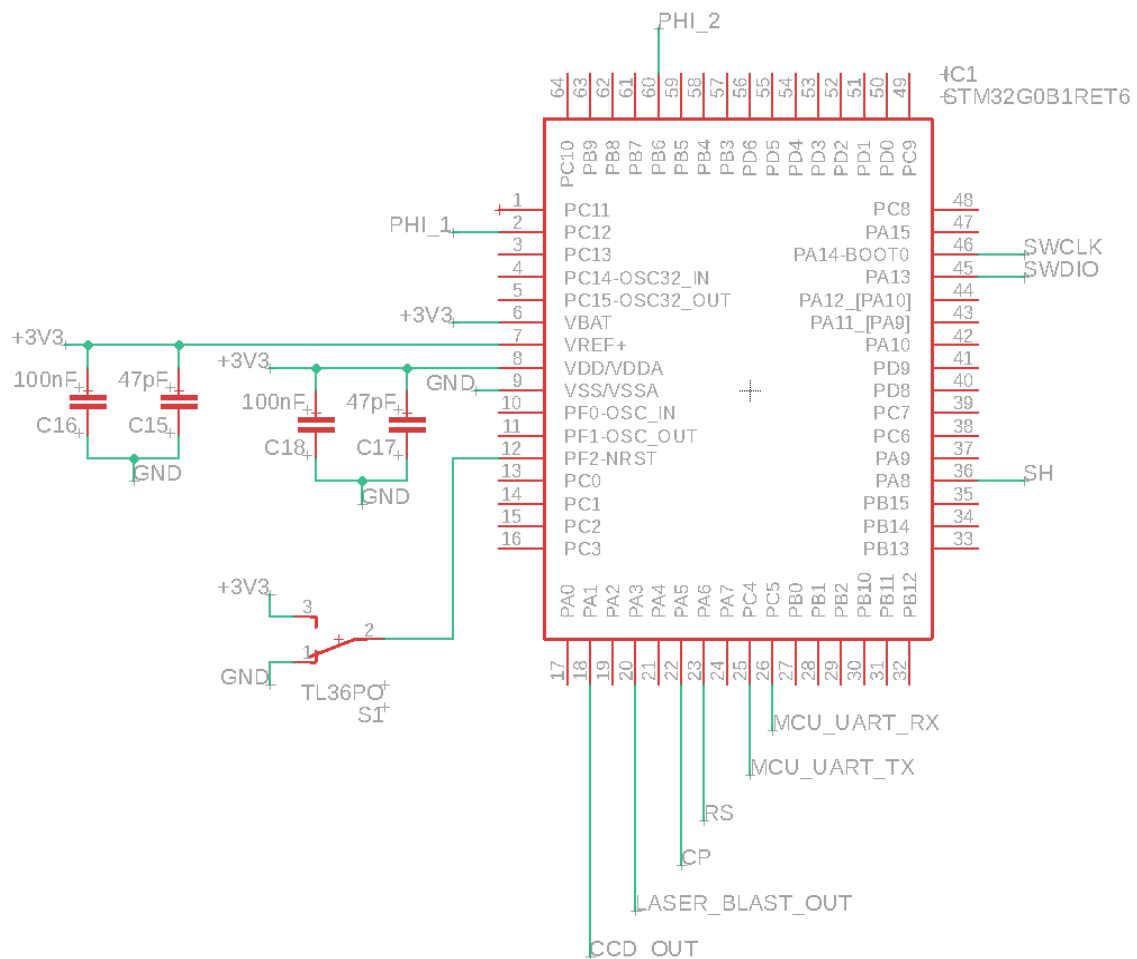 PHI_2
IC1
STM32G0B1RET6
64 63 62 61 60 59 58 57 56 55 54 53 52 51 50 49
PC10 PB9 PB8 PB7 PB6 PB5 PB4 PB3 PD6 PD5 PD4 PD3 PD2 PD1 PD0 PC9
1 PC11 PC8 48
PHI_1 2 PC12 PA15 47
3 PC13 PA14-BOOT0 46 SWCLK
4 PC14-OSC32_IN PA13 45 SWDIO
5 PC15-OSC32_OUT PA12_[PA10] 44
+3V3 6 VBAT PA11_[PA9] 43
+3V3 7 VREF+ PA10 42
+3V3 8 VDD/VDDA PD9 41
100nF 47pF GND 9 VSS/VSSA PD8 40
100nF 47pF 10 PF0-OSC_IN PC7 39
C16 C15 11 PF1-OSC_OUT PC6 38
C18 C17 12 PF2-NRST PA9 37
GND 13 PC0 PA8 36 SH
GND 14 PC1 PB15 35
15 PC2 PB14 34
16 PC3 PB13 33
PA0 PA1 PA2 PA3 PA4 PA5 PA6 PA7 PC4 PC5 PB0 PB1 PB2 PB10 PB11 PB12
17 18 19 20 21 22 23 24 25 26 27 28 29 30 31 32
+3V3
3
2
1
GND
TL36PO
S1
MCU_UART_RX
MCU_UART_TX
RS
CP
LASER_BLAST_OUT
CCD_OUT